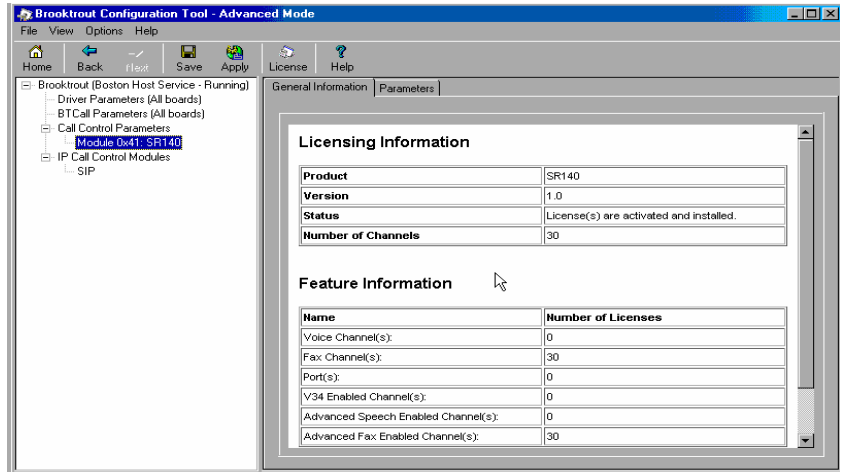 Brooktrout Configuration Tool - Advanced Mode
File View Options Help
Home Back Next Save Apply License Help
Brooktrout (Boston Host Service - Running)
Driver Parameters (All boards)
BTCall Parameters (All boards)
Call Control Parameters
Module 0x41: SR140
IP Call Control Modules
SIP
General Information Parameters
Licensing Information
Product SR140
Version 1.0
Status License(s) are activated and installed.
Number of Channels 30
Feature Information
Name Number of Licenses
Voice Channel(s): 0
Fax Channel(s): 30
Port(s): 0
V34 Enabled Channel(s): 0
Advanced Speech Enabled Channel(s): 0
Advanced Fax Enabled Channel(s): 30